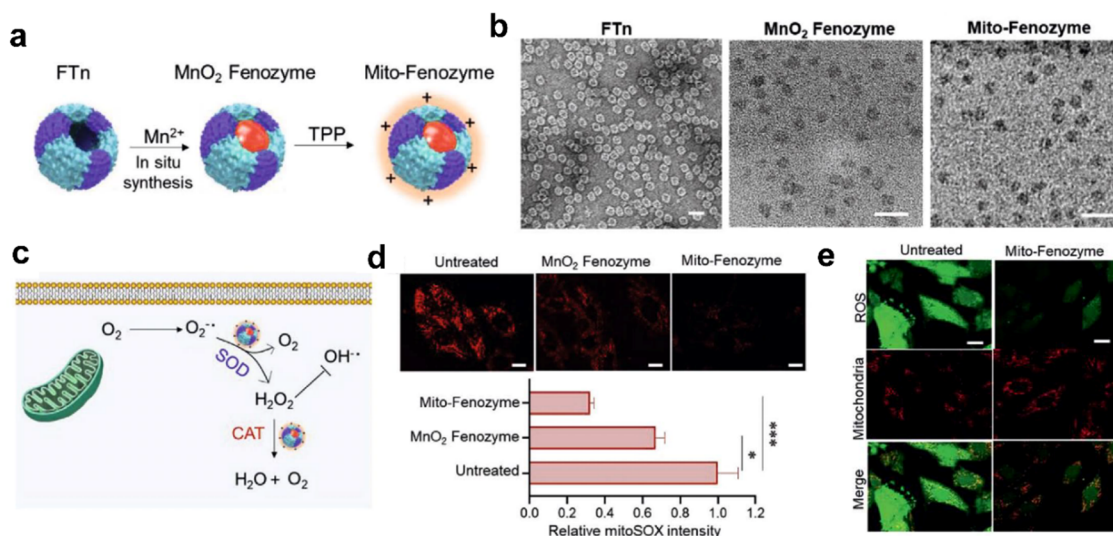 a
FTn
MnO2 Fenozyme
Mito-Fenozyme
Mn2+
In situ
synthesis
TPP
+
+
+
+
+
+
b
FTn
MnO2 Fenozyme
Mito-Fenozyme
c
O2
O2−·
O2
OH··
SOD
H2O2
CAT
H2O + O2
d
Untreated
MnO2 Fenozyme
Mito-Fenozyme
Mito-Fenozyme
MnO2 Fenozyme
Untreated
*
***
0.0 0.2 0.4 0.6 0.8 1.0 1.2
Relative mitoSOX intensity
e
Untreated
Mito-Fenozyme
ROS
Mitochondria
Merge